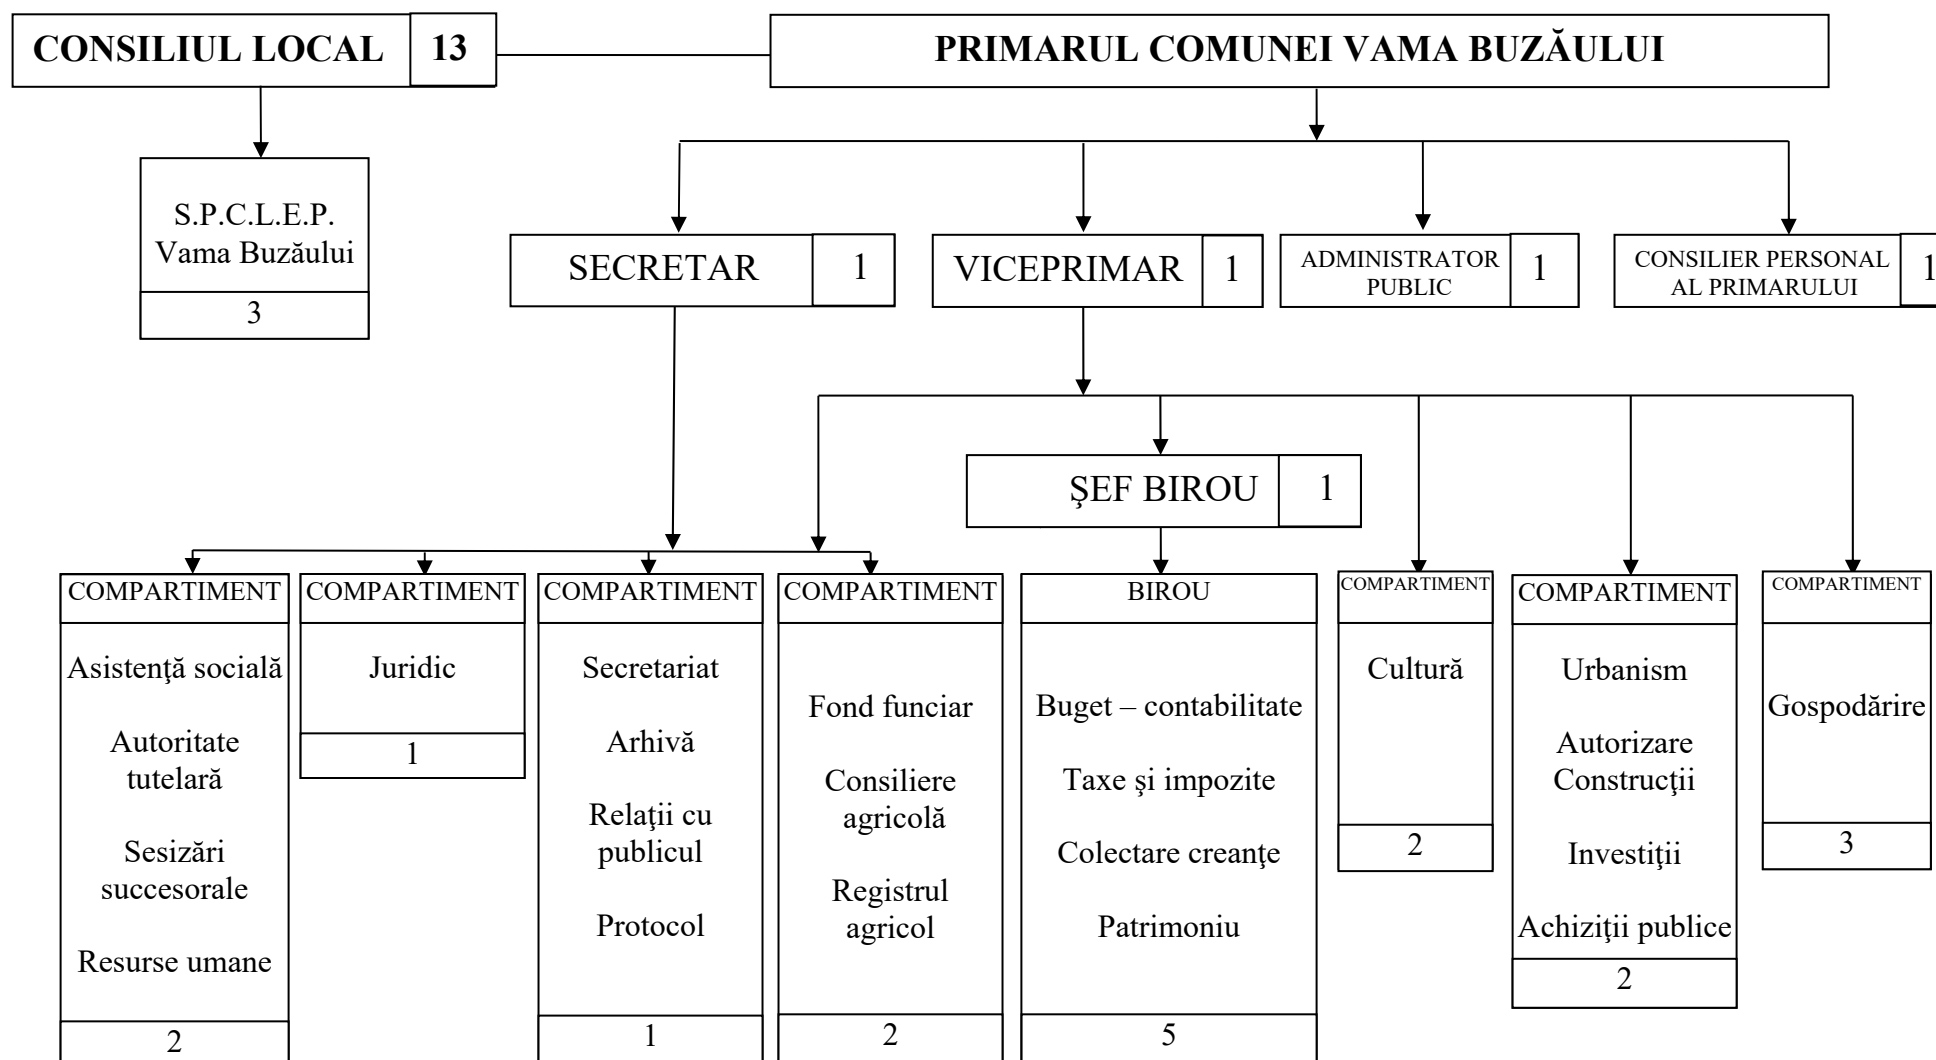 CONSILIUL LOCAL 13
PRIMARUL COMUNEI VAMA BUZĂULUI
S.P.C.L.E.P.
Vama Buzăului
3
SECRETAR 1
VICEPRIMAR 1
ADMINISTRATOR
PUBLIC
1
CONSILIER PERSONAL
AL PRIMARULUI
1
ŞEF BIROU 1
COMPARTIMENT
Asistenţă socială
Autoritate
tutelară
Sesizări
succesorale
Resurse umane
2
COMPARTIMENT
Juridic
1
COMPARTIMENT
Secretariat
Arhivă
Relaţii cu
publicul
Protocol
1
COMPARTIMENT
Fond funciar
Consiliere
agricolă
Registrul
agricol
2
BIROU
Buget – contabilitate
Taxe şi impozite
Colectare creanţe
Patrimoniu
5
COMPARTIMENT
Cultură
2
COMPARTIMENT
Urbanism
Autorizare
Construcţii
Investiţii
Achiziţii publice
2
COMPARTIMENT
Gospodărire
3